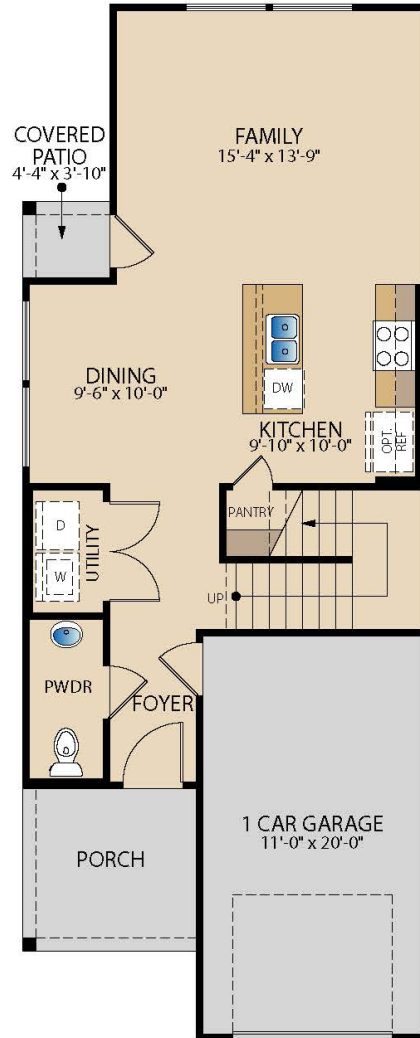 COVERED
PATIO
4'-4" x 3'-10"
FAMILY
15'-4" x 13'-9"
DINING
9'-6" x 10'-0"
DW
KITCHEN
9'-10" x 10'-0"
OPT.
REF
PANTRY
D
W
UTILITY
UP
PWDR
FOYER
PORCH
1 CAR GARAGE
11'-0" x 20'-0"